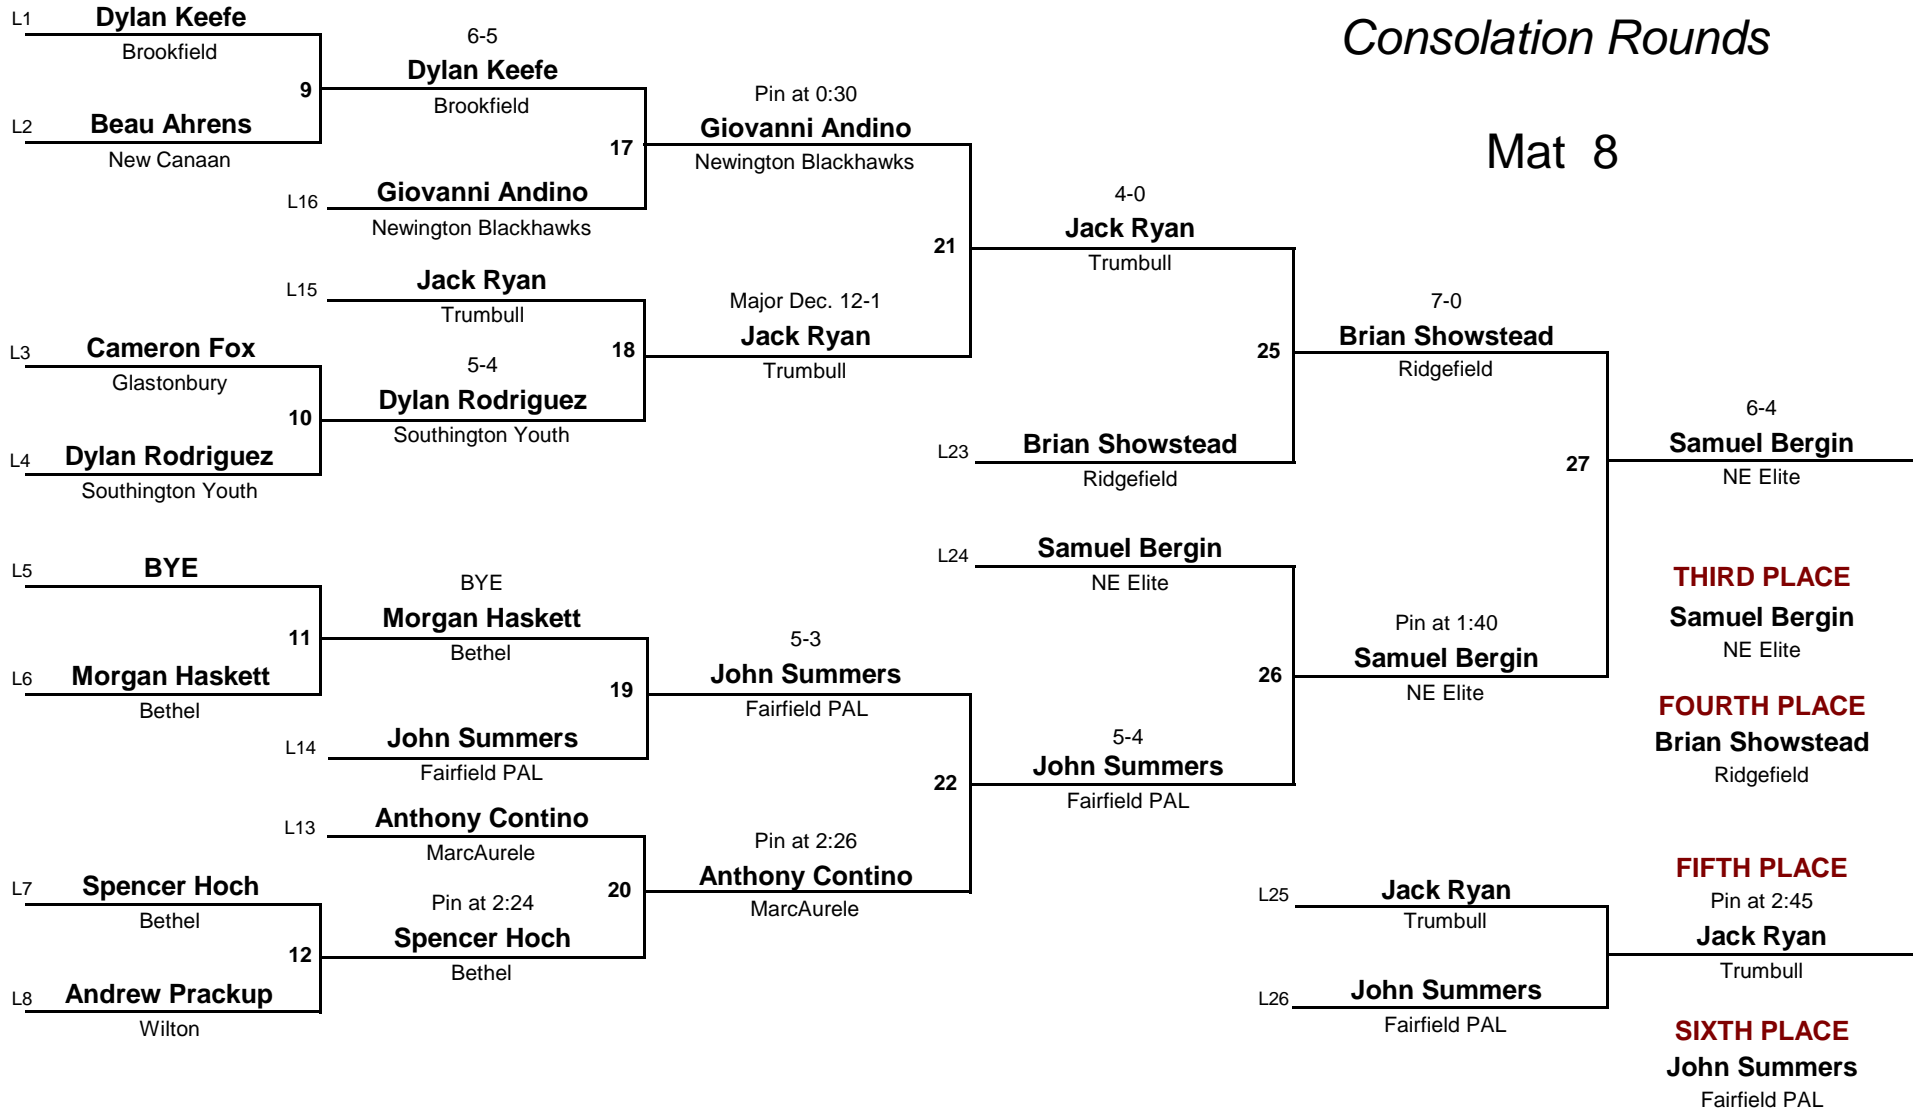 Consolation Rounds
Mat 8
L1
Dylan Keefe
Brookfield
9
L2
Beau Ahrens
New Canaan
L3
Cameron Fox
Glastonbury
10
L4
Dylan Rodriguez
Southington Youth
L5
BYE
11
L6
Morgan Haskett
Bethel
L7
Spencer Hoch
Bethel
12
L8
Andrew Prackup
Wilton
6-5
Dylan Keefe
Brookfield
17
L16
Giovanni Andino
Newington Blackhawks
L15
Jack Ryan
Trumbull
18
5-4
Dylan Rodriguez
Southington Youth
BYE
Morgan Haskett
Bethel
19
L14
John Summers
Fairfield PAL
L13
Anthony Contino
MarcAurele
20
Pin at 2:24
Spencer Hoch
Bethel
Pin at 0:30
Giovanni Andino
Newington Blackhawks
21
Major Dec. 12-1
Jack Ryan
Trumbull
5-3
John Summers
Fairfield PAL
22
Pin at 2:26
Anthony Contino
MarcAurele
4-0
Jack Ryan
Trumbull
25
L23
Brian Showstead
Ridgefield
L24
Samuel Bergin
NE Elite
26
5-4
John Summers
Fairfield PAL
7-0
Brian Showstead
Ridgefield
27
Pin at 1:40
Samuel Bergin
NE Elite
6-4
Samuel Bergin
NE Elite
THIRD PLACE
Samuel Bergin
NE Elite
FOURTH PLACE
Brian Showstead
Ridgefield
L25
Jack Ryan
Trumbull
L26
John Summers
Fairfield PAL
FIFTH PLACE
Pin at 2:45
Jack Ryan
Trumbull
SIXTH PLACE
John Summers
Fairfield PAL